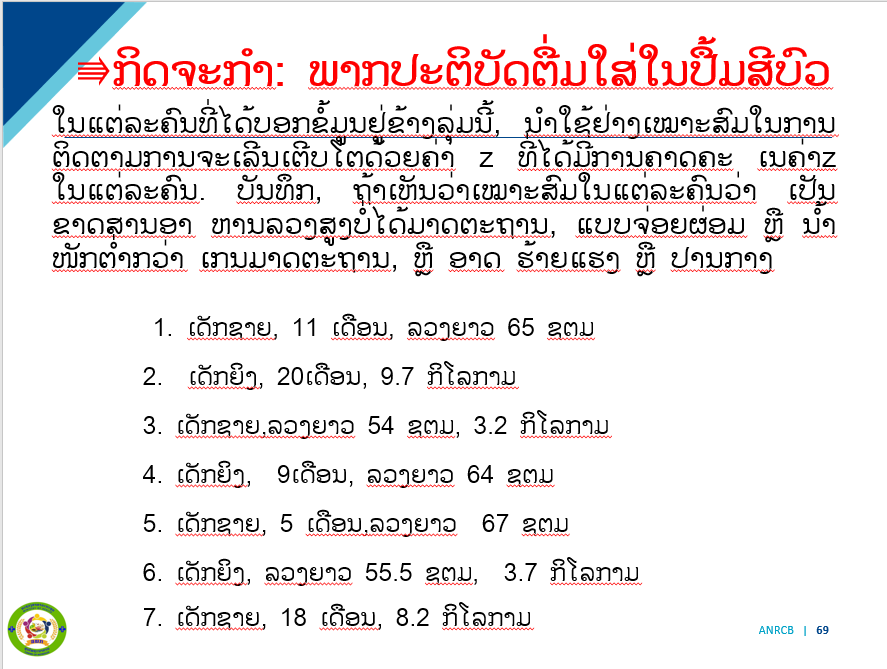 ⇛ກິດຈະກຳ: ພາກປະຕິບັດຕື່ມໃສ່ໃນປຶ້ມສີບົວ
ໃນແຕ່ລະຄົນທີ່ໄດ້ບອກຂໍ້ມູນຢູ່ຂ້າງລຸ່ມນີ້, ນຳໃຊ້ຢ່າງເໝາະສົມໃນການ
ຕິດຕາມການຈະເລີນເຕີບໂຕດ້ວຍຄ່າ z ທີ່ໄດ້ມີການຄາດຄະ ເນຄ່າz
ໃນແຕ່ລະຄົນ. ບັນທຶກ, ຖ້າເຫັນວ່າເໝາະສົມໃນແຕ່ລະຄົນວ່າ ເປັນ
ຂາດສານອາ ຫານລວງສູງບໍ່ໄດ້ມາດຕະຖານ, ແບບຈ່ອຍຜ່ອມ ຫຼື ນ້ຳ
ໜັກຕ່ຳກວ່າ ເກນມາດຕະຖານ, ຫຼື ອາດ ຮ້າຍແຮງ ຫຼື ປານກາງ
1. ເດັກຊາຍ, 11 ເດືອນ, ລວງຍາວ 65 ຊຕມ
2. ເດັກຍິງ, 20ເດືອນ, 9.7 ກິໂລກາມ
3. ເດັກຊາຍ,ລວງຍາວ 54 ຊຕມ, 3.2 ກິໂລກາມ
4. ເດັກຍິງ, 9ເດືອນ, ລວງຍາວ 64 ຊຕມ
5. ເດັກຊາຍ, 5 ເດືອນ,ລວງຍາວ 67 ຊຕມ
6. ເດັກຍິງ, ລວງຍາວ 55.5 ຊຕມ, 3.7 ກິໂລກາມ
7. ເດັກຊາຍ, 18 ເດືອນ, 8.2 ກິໂລກາມ
ANRCB | 69